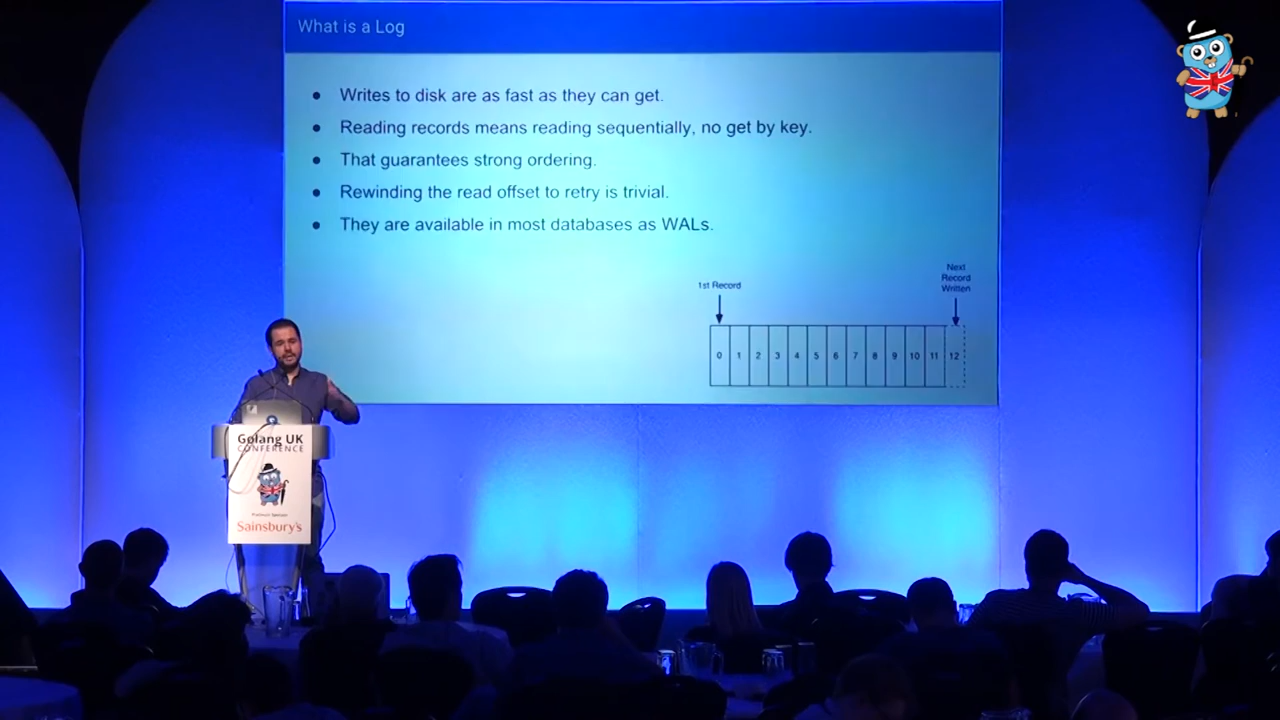 What is a Log
● Writes to disk are as fast as they can get.
● Reading records means reading sequentially, no get by key.
● That guarantees strong ordering.
● Rewinding the read offset to retry is trivial.
● They are available in most databases as WALs.
1st Record
Next
Record
Written
0 1 2 3 4 5 6 7 8 9 10 11 12
Golang UK
CONFERENCE
Platinum Sponsor
Sainsbury's